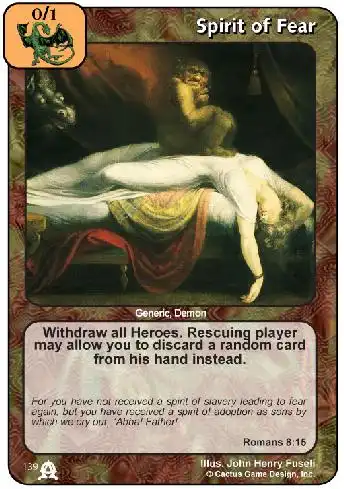 0/1
Spirit of Fear
Generic, Demon
Withdraw all Heroes. Rescuing player
may allow you to discard a random card
from his hand instead.
For you have not received a spirit of slavery leading to fear
again, but you have received a spirit of adoption as sons by
which we cry out, "Abba! Father!
Romans 8:15
139
Illus. John Henry Fuseli
© Cactus Game Design, Inc.